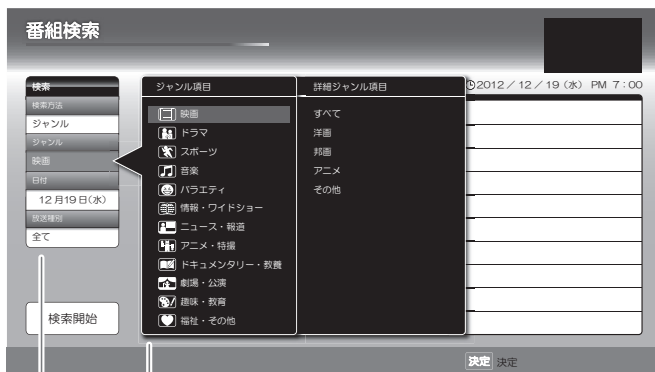 番組検索
2012／12／19（水） PM 7：00
検索
検索方法
ジャンル
ジャンル
映画
日付
12月19日(水)
放送種別
全て
検索開始
ジャンル項目
映画
ドラマ
スポーツ
音楽
バラエティ
情報・ワイドショー
ニュース・報道
アニメ・特撮
ドキュメンタリー・教養
劇場・公演
趣味・教育
福祉・その他
詳細ジャンル項目
すべて
洋画
邦画
アニメ
その他
決定 決定